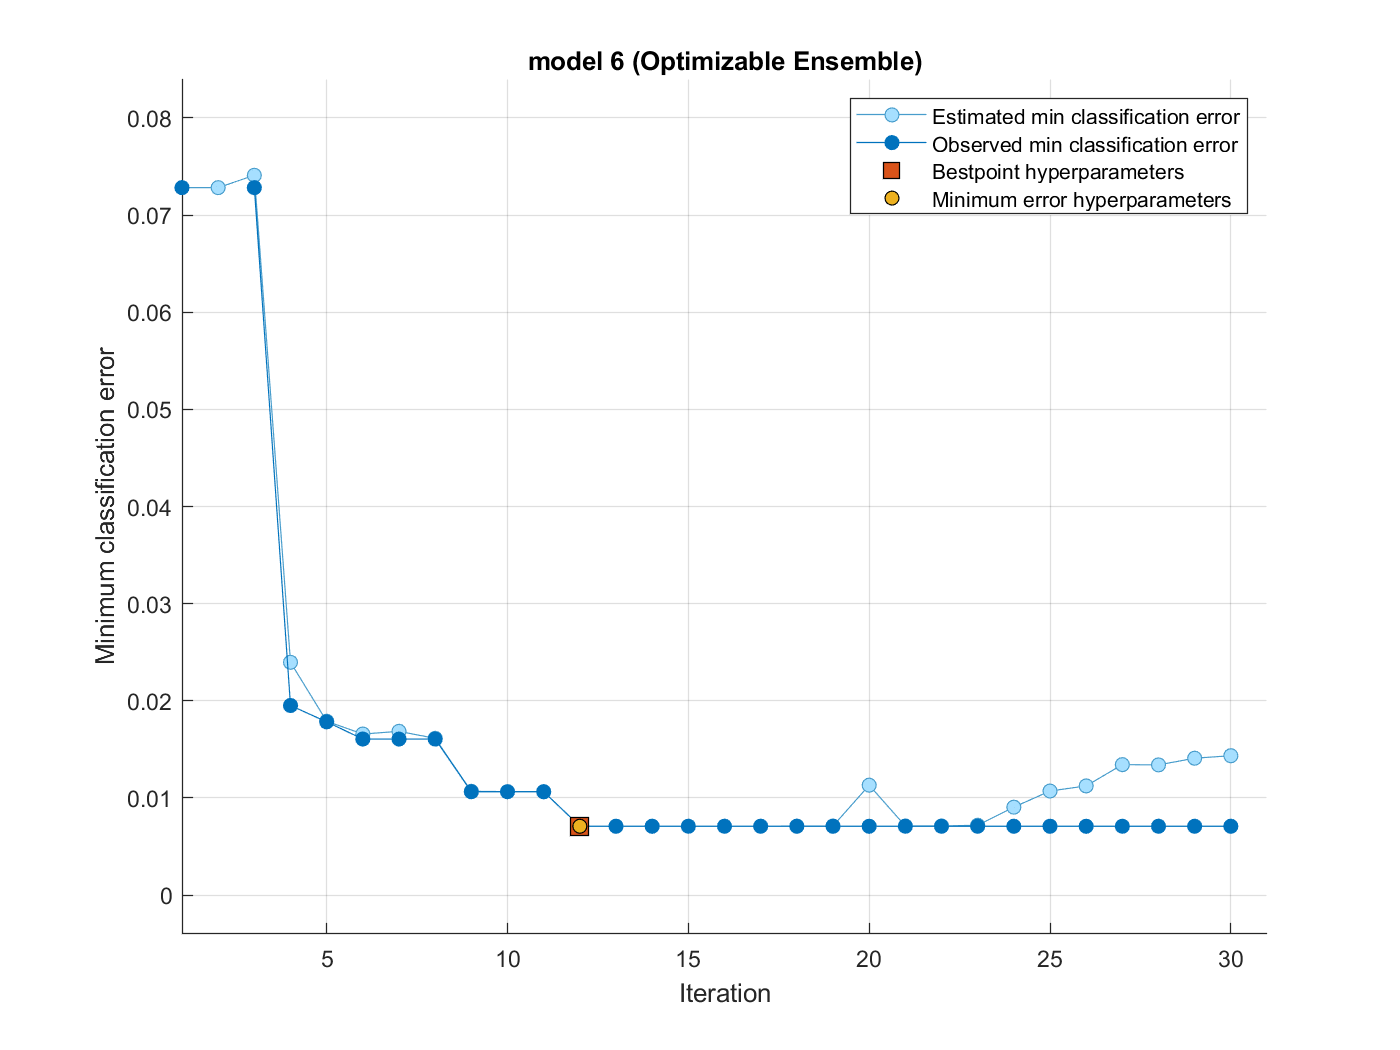 model 6 (Optimizable Ensemble)
Estimated min classification error
Observed min classification error
Bestpoint hyperparameters
Minimum error hyperparameters
Minimum classification error
0.08
0.07
0.06
0.05
0.04
0.03
0.02
0.01
0
5 10 15 20 25 30
Iteration